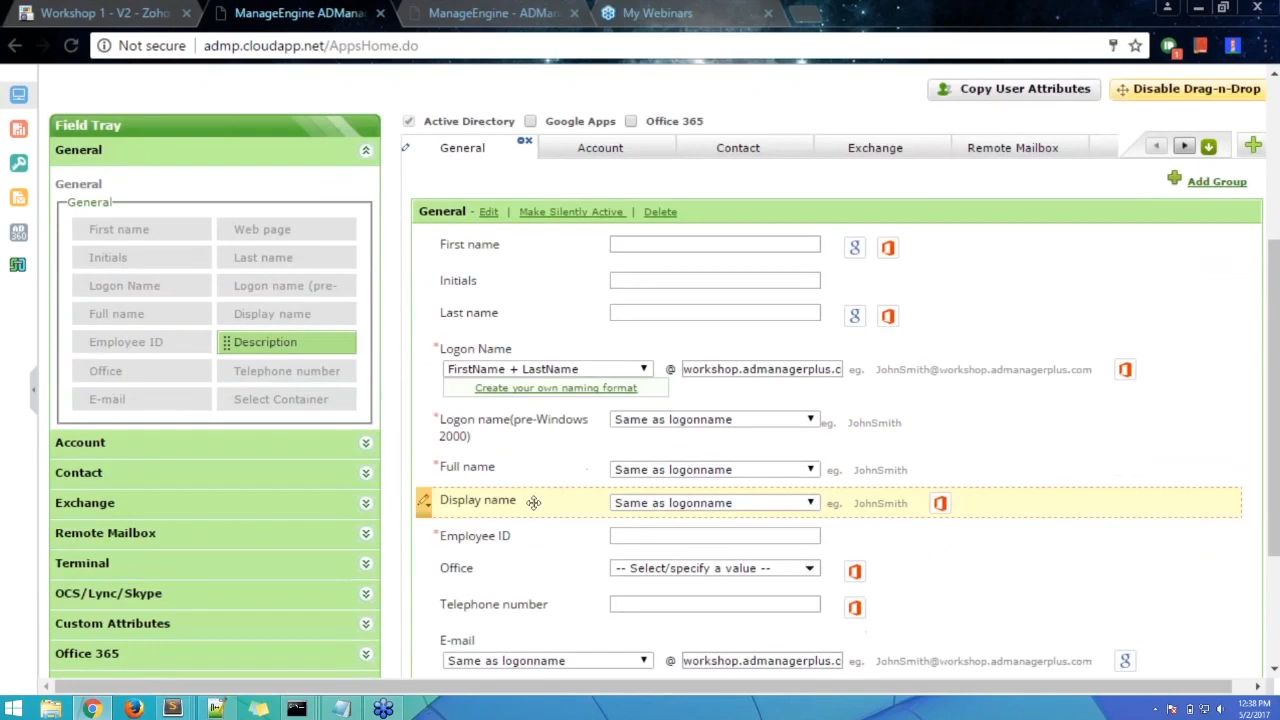 Workshop 1 - V2 - Zoho
ManageEngine ADMana
ManageEngine - ADMan
My Webinars
Not secure
admp.cloudapp.net/AppsHome.do
1
Copy User Attributes
Disable Drag-n-Drop
Field Tray
Active Directory
Google Apps
Office 365
General
General
Account
Contact
Exchange
Remote Mailbox
Add Group
General
General
First name
Web page
Initials
Last name
Logon Name
Logon name (pre-
Full name
Display name
Employee ID
Description
Office
Telephone number
E-mail
Select Container
Account
Contact
Exchange
Remote Mailbox
Terminal
OCS/Lync/Skype
Custom Attributes
Office 365
General - Edit | Make Silently Active | Delete
First name
Initials
Last name
*Logon Name
FirstName + LastName @ workshop.admanagerplus.c eg. JohnSmith@workshop.admanagerplus.com
Create your own naming format
*Logon name(pre-Windows
2000)
Same as logonname eg. JohnSmith
*Full name Same as logonname eg. JohnSmith
Display name Same as logonname eg. JohnSmith
*Employee ID
Office -- Select/specify a value --
Telephone number
E-mail
Same as logonname @ workshop.admanagerplus.c eg. JohnSmith@workshop.admanagerplus.com
AD
360
12:38 PM
5/2/2017